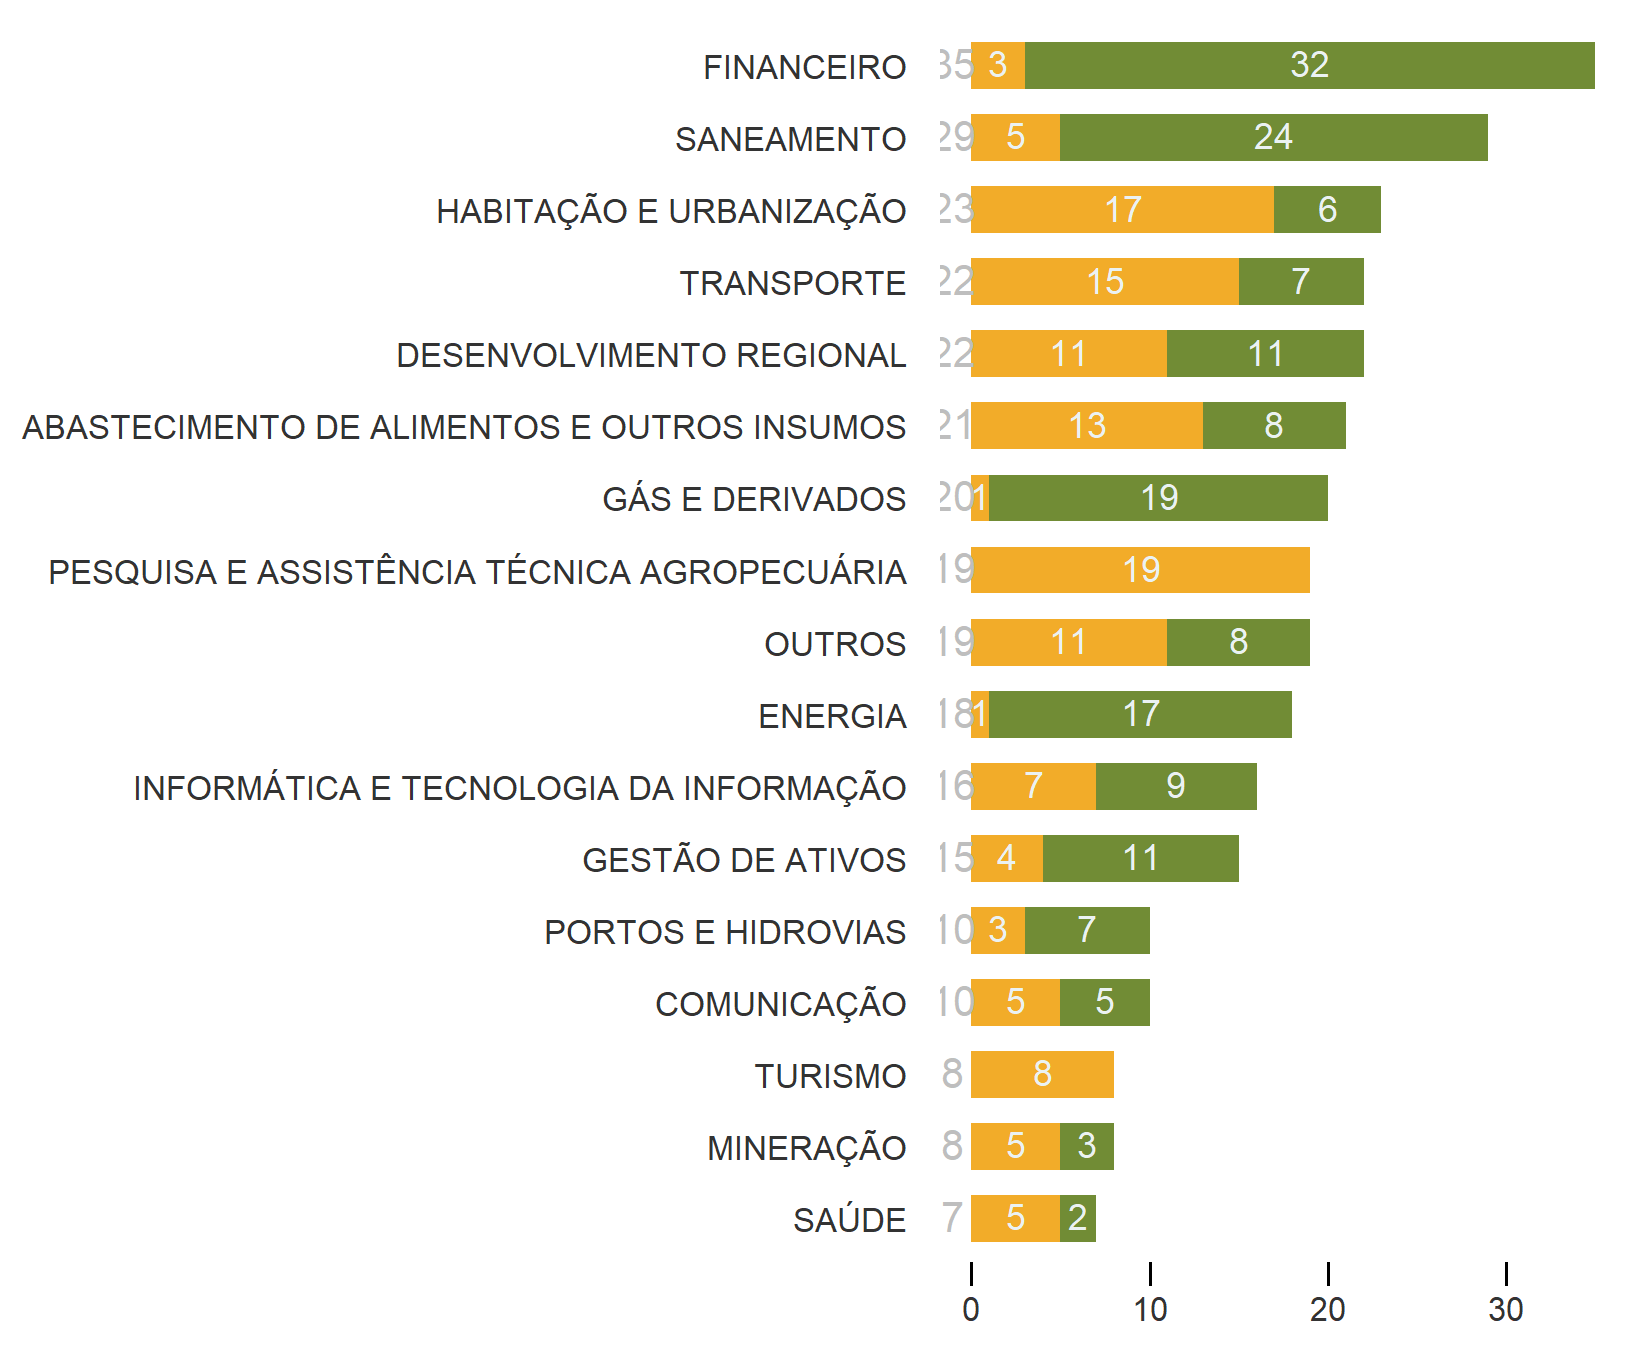 FINANCEIRO 35 3 32
SANEAMENTO 29 5 24
HABITAÇÃO E URBANIZAÇÃO 23 17 6
TRANSPORTE 22 15 7
DESENVOLVIMENTO REGIONAL 22 11 11
ABASTECIMENTO DE ALIMENTOS E OUTROS INSUMOS 21 13 8
GÁS E DERIVADOS 20 1 19
PESQUISA E ASSISTÊNCIA TÉCNICA AGROPECUÁRIA 19 19
OUTROS 19 11 8
ENERGIA 18 1 17
INFORMÁTICA E TECNOLOGIA DA INFORMAÇÃO 16 7 9
GESTÃO DE ATIVOS 15 4 11
PORTOS E HIDROVIAS 10 3 7
COMUNICAÇÃO 10 5 5
TURISMO 8 8
MINERAÇÃO 8 5 3
SAÚDE 7 5 2
0 10 20 30